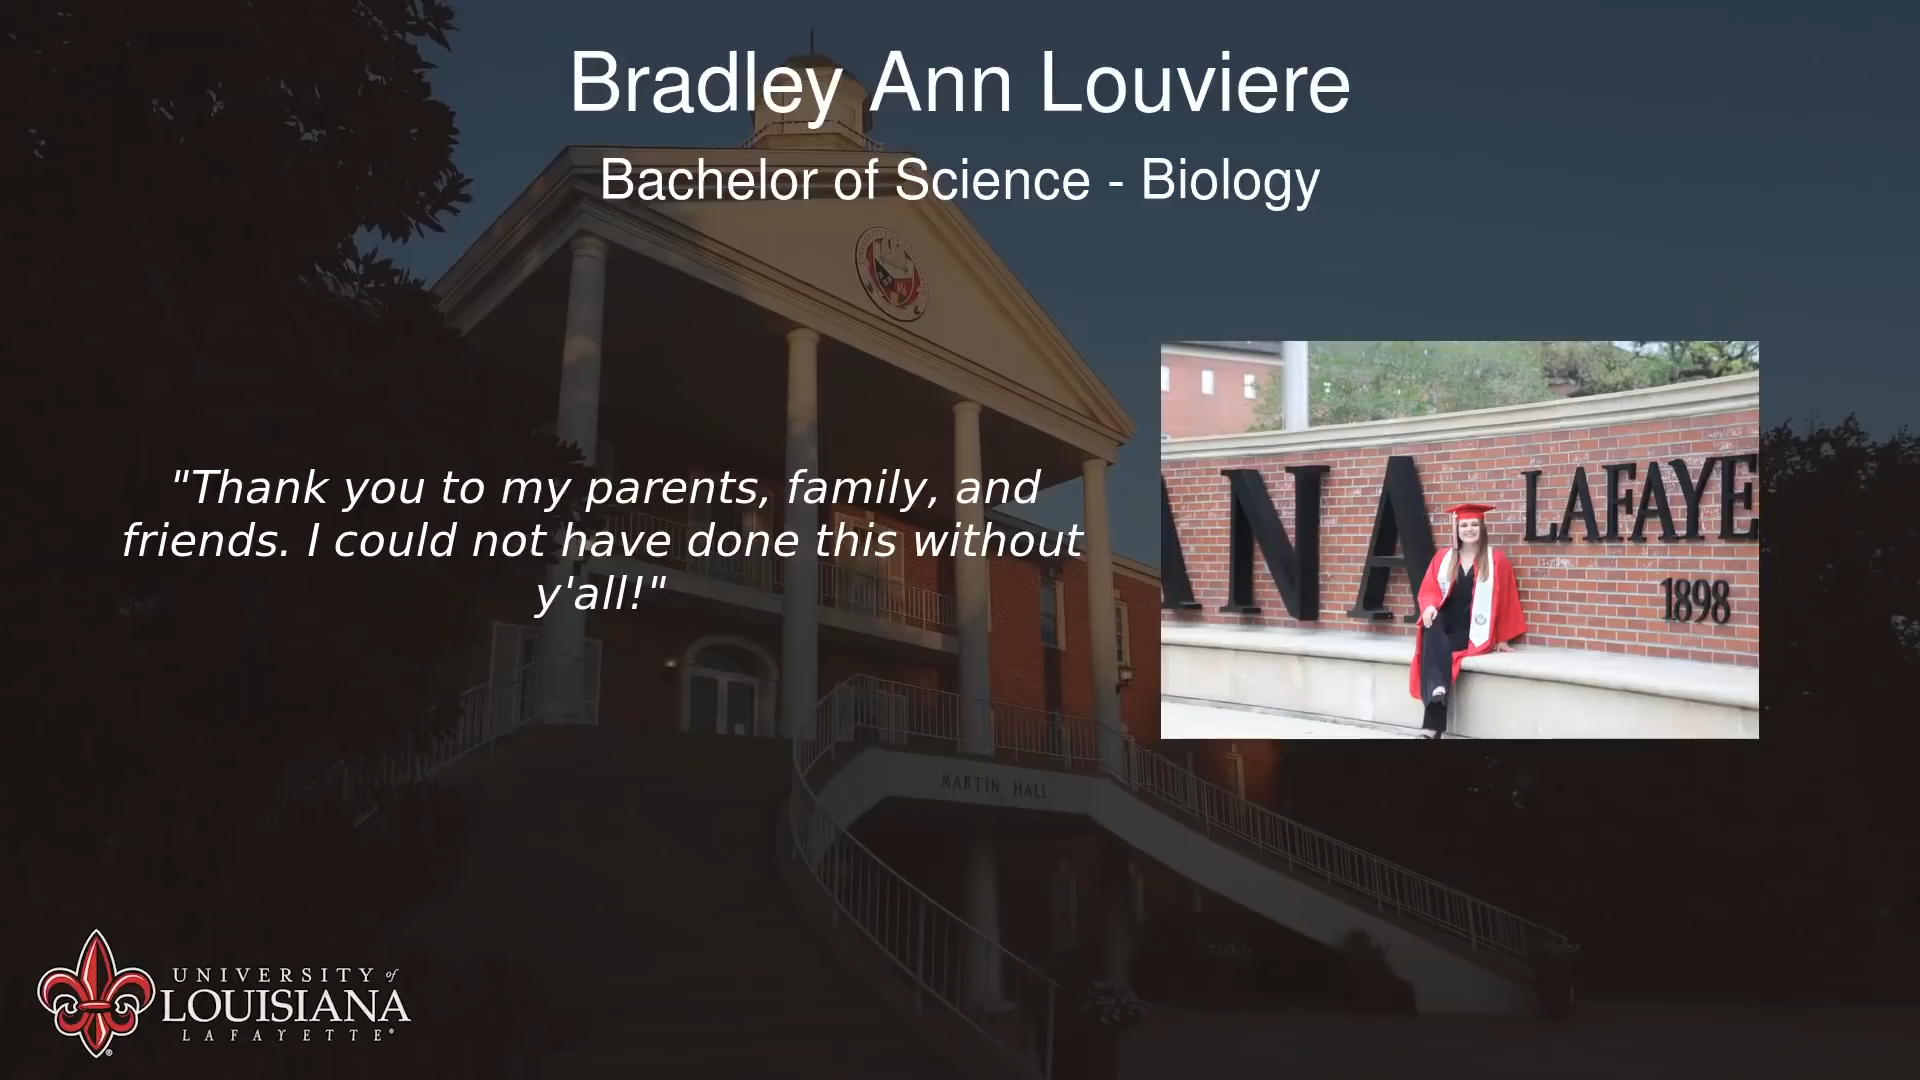 Bradley Ann Louviere
Bachelor of Science - Biology
"Thank you to my parents, family, and
friends. I could not have done this without
y'all!"
ANA
LAFAYE
1898
MARTIN HALL
UNIVERSITY of
LOUISIANA
LAFAYETTE®